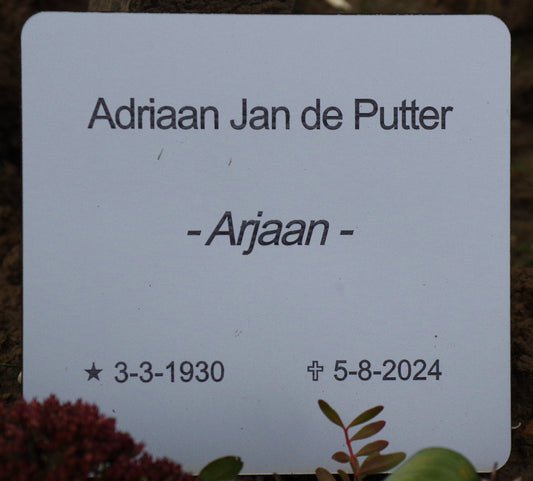 Adriaan Jan de Putter
- Arjaan -
★ 3-3-1930 ✞ 5-8-2024